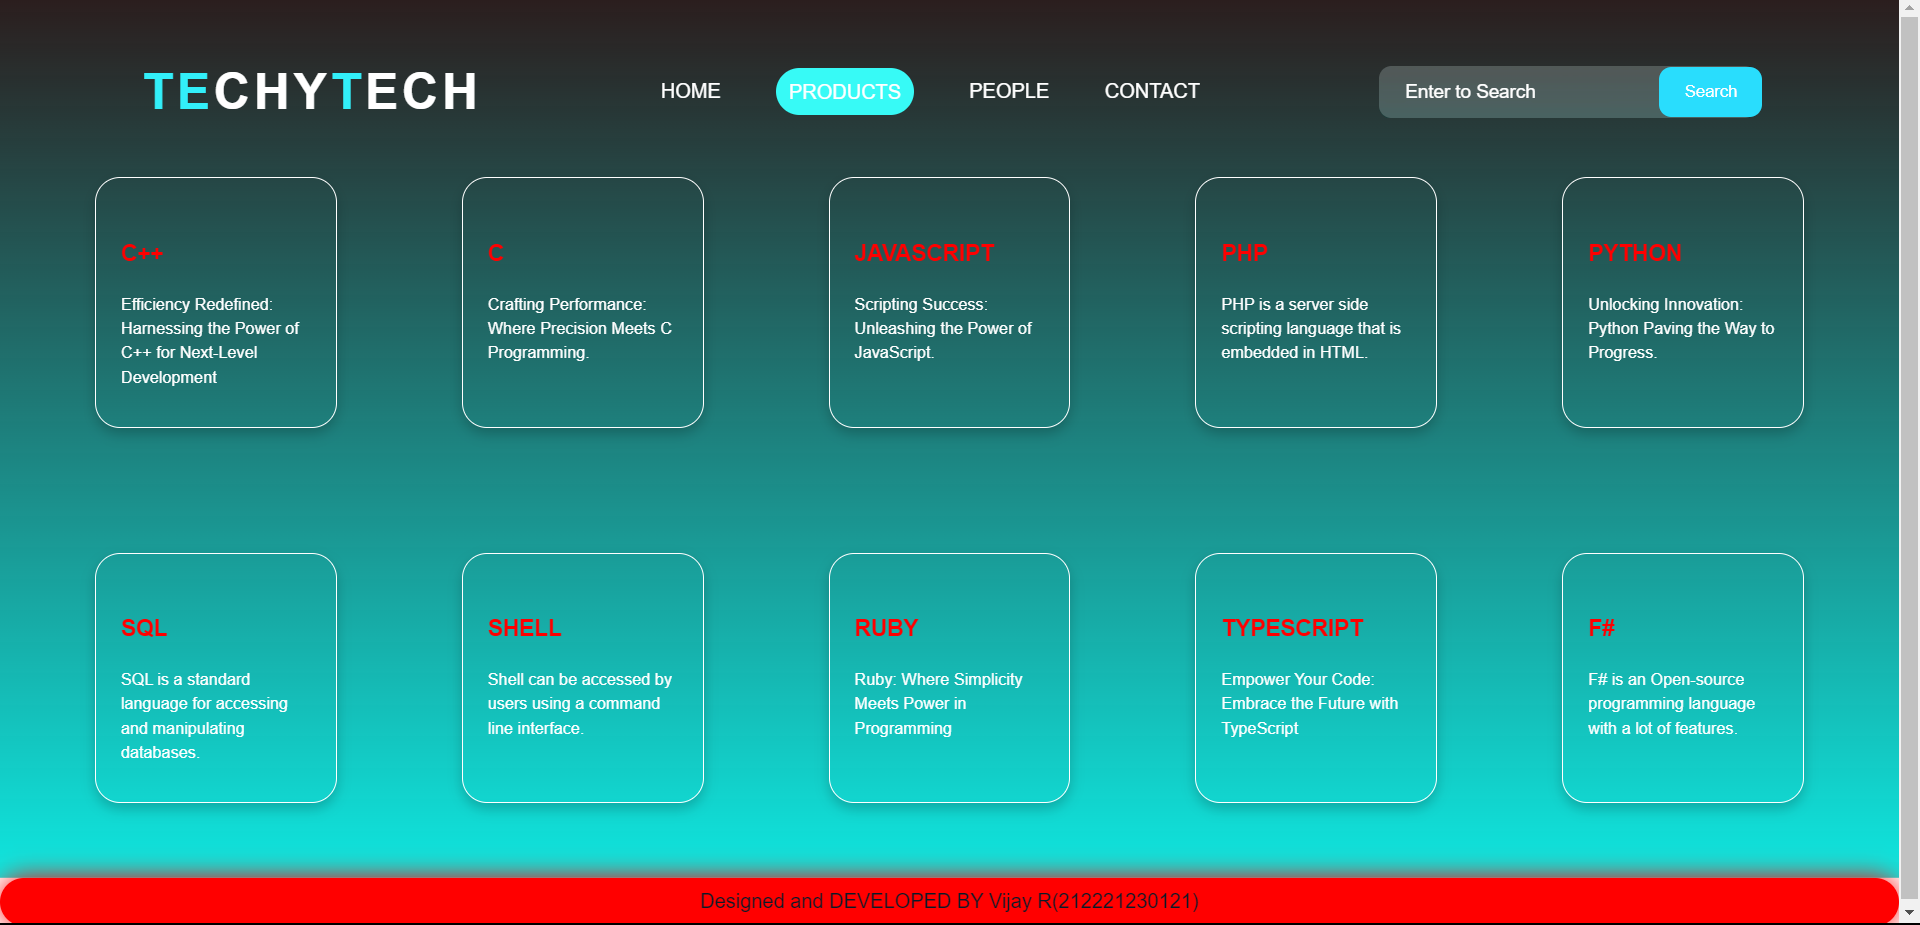 TECHYTECH
HOME
PRODUCTS
PEOPLE
CONTACT
Enter to Search
Search
C++
Efficiency Redefined:
Harnessing the Power of
C++ for Next-Level
Development
C
Crafting Performance:
Where Precision Meets C
Programming.
JAVASCRIPT
Scripting Success:
Unleashing the Power of
JavaScript.
PHP
PHP is a server side
scripting language that is
embedded in HTML.
PYTHON
Unlocking Innovation:
Python Paving the Way to
Progress.
SQL
SQL is a standard
language for accessing
and manipulating
databases.
SHELL
Shell can be accessed by
users using a command
line interface.
RUBY
Ruby: Where Simplicity
Meets Power in
Programming
TYPESCRIPT
Empower Your Code:
Embrace the Future with
TypeScript
F#
F# is an Open-source
programming language
with a lot of features.
Designed and DEVELOPED BY Vijay R(212221230121)